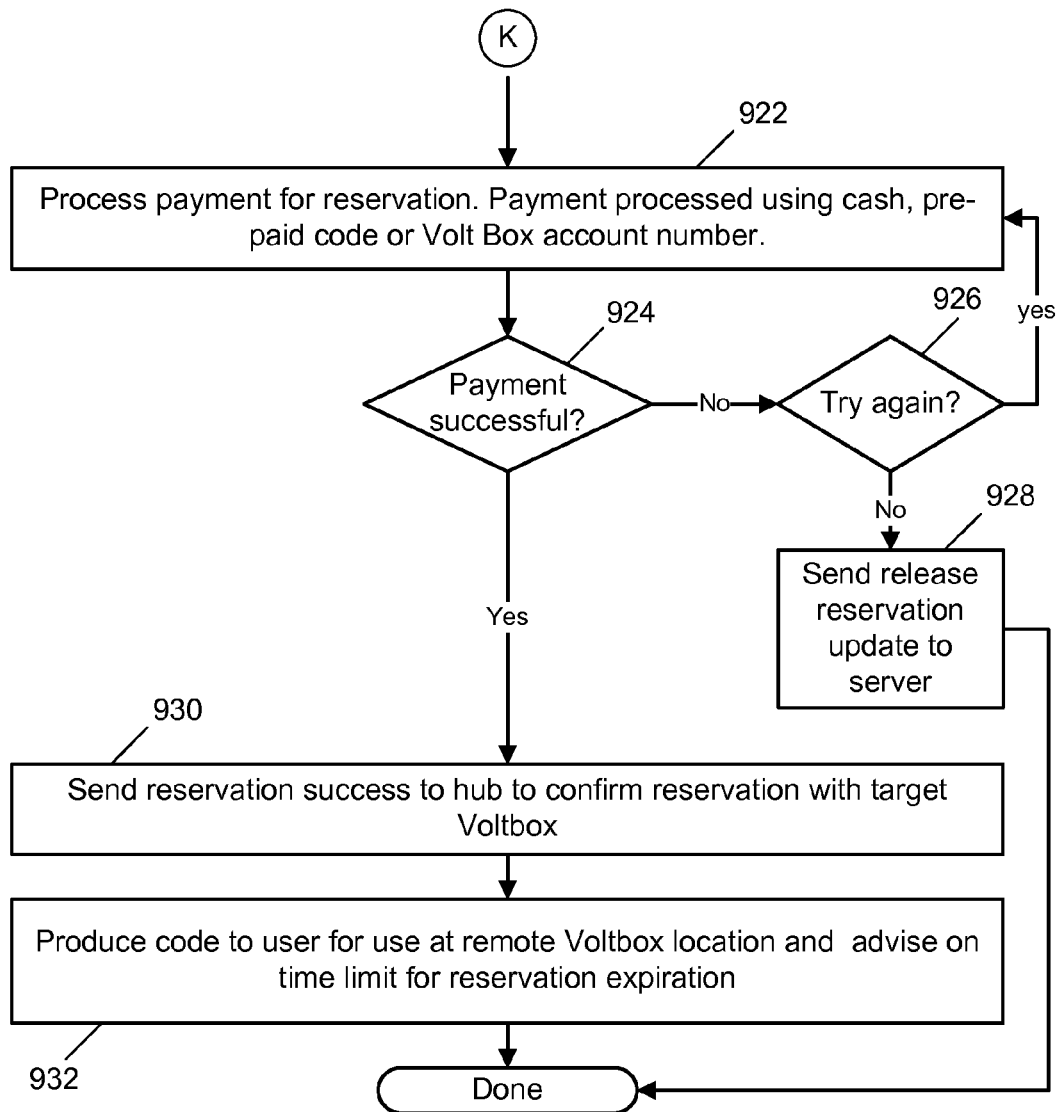 K
922
Process payment for reservation. Payment processed using cash, pre-
paid code or Volt Box account number.
924
926
yes
Payment
successful?
No
Try again?
No
928
Send release
reservation
update to
server
Yes
930
Send reservation success to hub to confirm reservation with target
Voltbox
Produce code to user for use at remote Voltbox location and  advise on
time limit for reservation expiration
932
Done